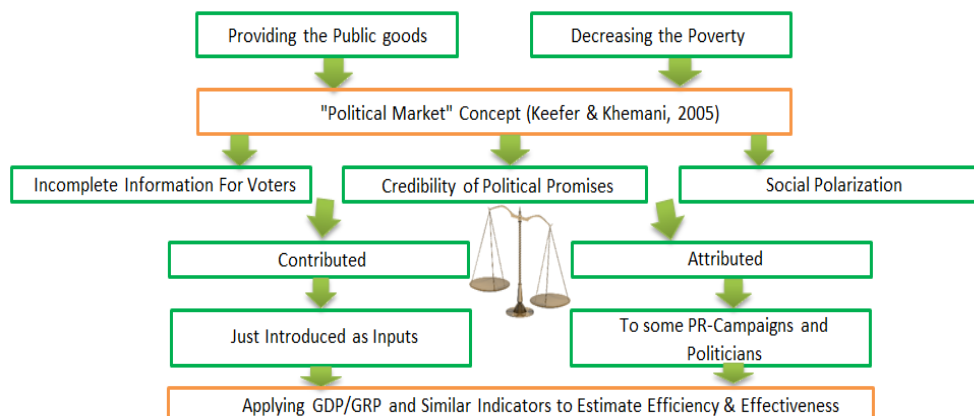 Providing the Public goods
Decreasing the Poverty
"Political Market" Concept (Keefer & Khemani, 2005)
Incomplete Information For Voters
Credibility of Political Promises
Social Polarization
Contributed
Attributed
Just Introduced as Inputs
To some PR-Campaigns and
Politicians
Applying GDP/GRP and Similar Indicators to Estimate Efficiency & Effectiveness